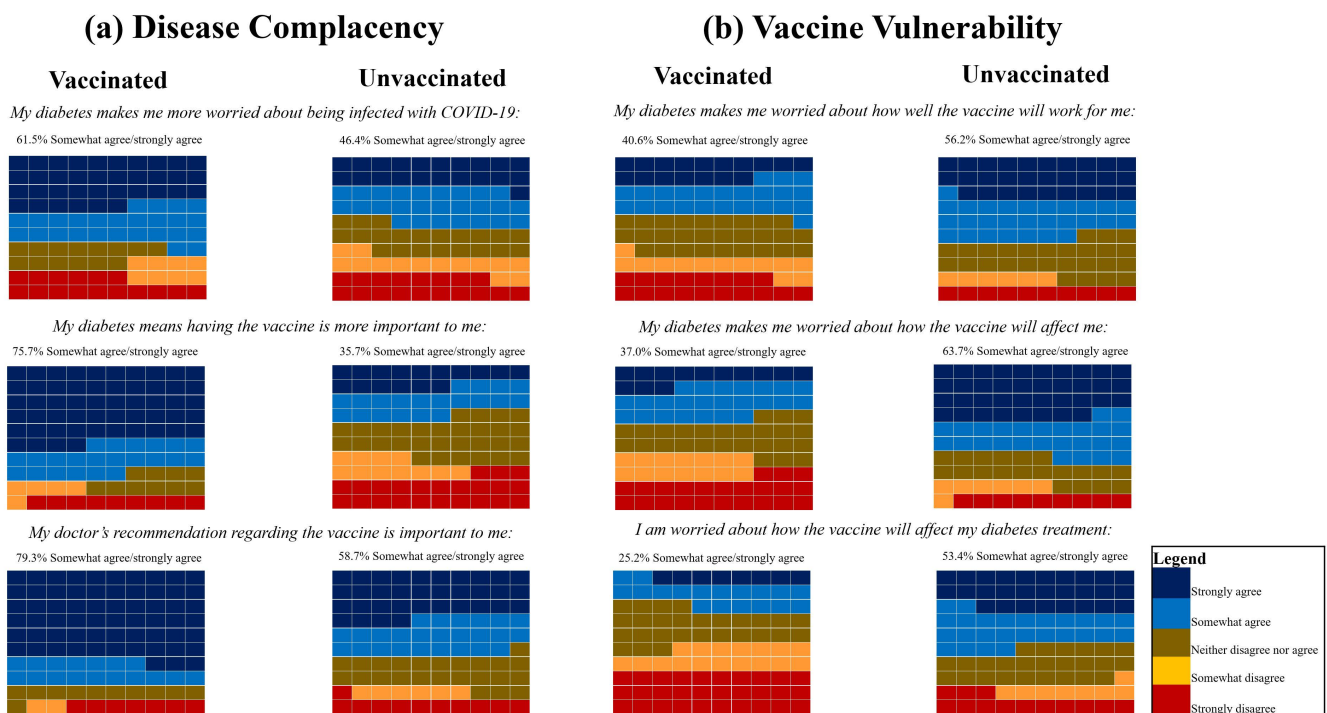 (a) Disease Complacency
Vaccinated
Unvaccinated
My diabetes makes me more worried about being infected with COVID-19:
61.5% Somewhat agree/strongly agree
46.4% Somewhat agree/strongly agree
My diabetes means having the vaccine is more important to me:
75.7% Somewhat agree/strongly agree
35.7% Somewhat agree/strongly agree
My doctor's recommendation regarding the vaccine is important to me:
79.3% Somewhat agree/strongly agree
58.7% Somewhat agree/strongly agree
(b) Vaccine Vulnerability
Vaccinated
Unvaccinated
My diabetes makes me worried about how well the vaccine will work for me:
40.6% Somewhat agree/strongly agree
56.2% Somewhat agree/strongly agree
My diabetes makes me worried about how the vaccine will affect me:
37.0% Somewhat agree/strongly agree
63.7% Somewhat agree/strongly agree
I am worried about how the vaccine will affect my diabetes treatment:
25.2% Somewhat agree/strongly agree
53.4% Somewhat agree/strongly agree
Legend
Strongly agree
Somewhat agree
Neither disagree nor agree
Somewhat disagree
Strongly disagree